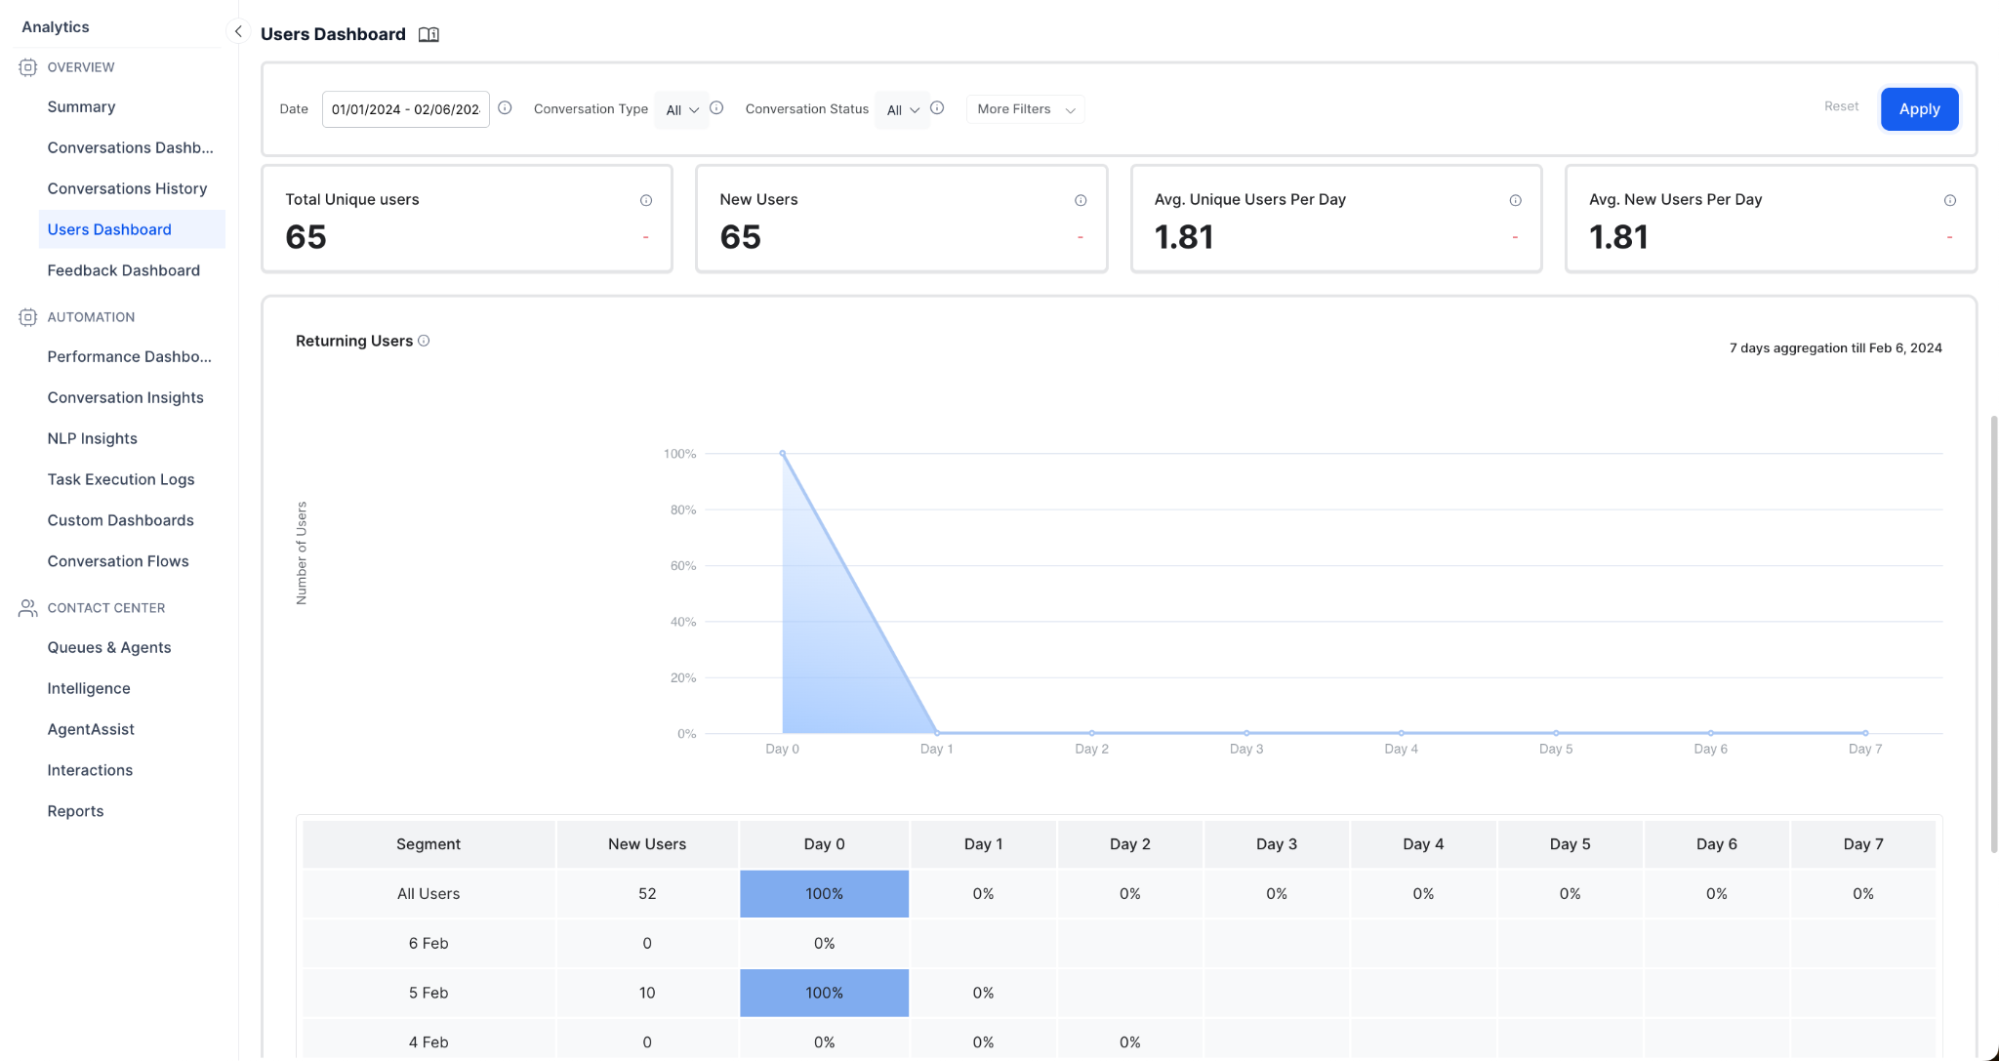 Analytics
OVERVIEW
Summary
Conversations Dashb...
Conversations History
Users Dashboard
Feedback Dashboard
AUTOMATION
Performance Dashbo...
Conversation Insights
NLP Insights
Task Execution Logs
Custom Dashboards
Conversation Flows
CONTACT CENTER
Queues & Agents
Intelligence
AgentAssist
Interactions
Reports
Users Dashboard
Date 01/01/2024 - 02/06/202 Conversation Type All Conversation Status All More Filters Reset Apply
Total Unique users
65 -
New Users
65 -
Avg. Unique Users Per Day
1.81 -
Avg. New Users Per Day
1.81 -
Returning Users
7 days aggregation till Feb 6, 2024
Number of Users
100%
80%
60%
40%
20%
0%
Day 0 Day 1 Day 2 Day 3 Day 4 Day 5 Day 6 Day 7
Segment New Users Day 0 Day 1 Day 2 Day 3 Day 4 Day 5 Day 6 Day 7
All Users 52 100% 0% 0% 0% 0% 0% 0% 0%
6 Feb 0 0%
5 Feb 10 100% 0%
4 Feb 0 0% 0% 0%